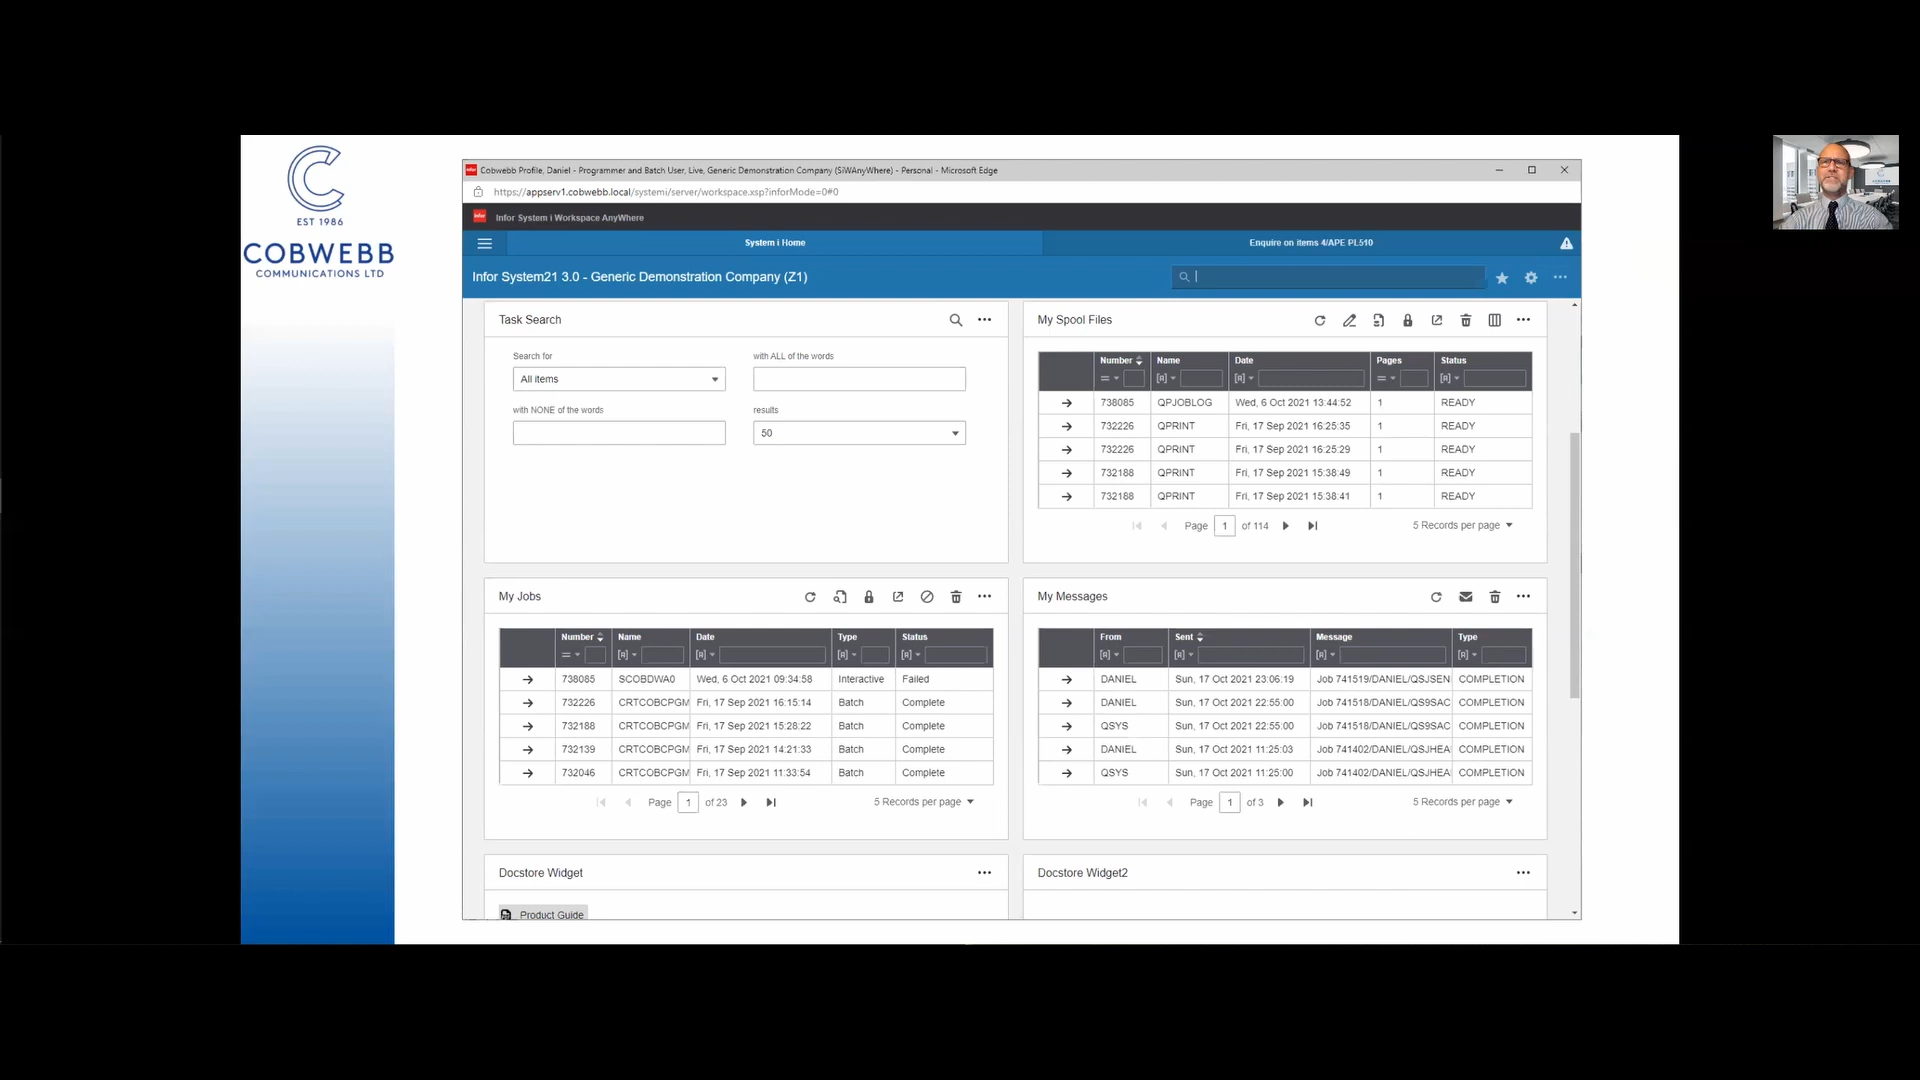 EST 1986
COBWEBB
COMMUNICATIONS LTD
infor Cobwebb Profile, Daniel - Programmer and Batch User, Live, Generic Demonstration Company (SiWAnyWhere) - Personal - Microsoft Edge
https://appserv1.cobwebb.local/systemi/server/workspace.xsp?inforMode=0#0
infor Infor System i Workspace AnyWhere
System i Home
Enquire on items 4/APE PL510
Infor System21 3.0 - Generic Demonstration Company (Z1)
Task Search
Search for
with ALL of the words
All items
with NONE of the words
results
50
My Spool Files
Number Name Date Pages Status
738085 QPJOBLOG Wed, 6 Oct 2021 13:44:52 1 READY
732226 QPRINT Fri, 17 Sep 2021 16:25:35 1 READY
732226 QPRINT Fri, 17 Sep 2021 16:25:29 1 READY
732188 QPRINT Fri, 17 Sep 2021 15:38:49 1 READY
732188 QPRINT Fri, 17 Sep 2021 15:38:41 1 READY
Page 1 of 114 5 Records per page
My Jobs
Number Name Date Type Status
738085 SCOBDWA0 Wed, 6 Oct 2021 09:34:58 Interactive Failed
732226 CRTCOBCPGM Fri, 17 Sep 2021 16:15:14 Batch Complete
732188 CRTCOBCPGM Fri, 17 Sep 2021 15:28:22 Batch Complete
732139 CRTCOBCPGM Fri, 17 Sep 2021 14:21:33 Batch Complete
732046 CRTCOBCPGM Fri, 17 Sep 2021 11:33:54 Batch Complete
Page 1 of 23 5 Records per page
My Messages
From Sent Message Type
DANIEL Sun, 17 Oct 2021 23:06:19 Job 741519/DANIEL/QSJSEN COMPLETION
DANIEL Sun, 17 Oct 2021 22:55:00 Job 741518/DANIEL/QS9SAC COMPLETION
QSYS Sun, 17 Oct 2021 22:55:00 Job 741518/DANIEL/QS9SAC COMPLETION
DANIEL Sun, 17 Oct 2021 11:25:03 Job 741402/DANIEL/QSJHEA COMPLETION
QSYS Sun, 17 Oct 2021 11:25:00 Job 741402/DANIEL/QSJHEA COMPLETION
Page 1 of 3 5 Records per page
Docstore Widget
Product Guide
Docstore Widget2